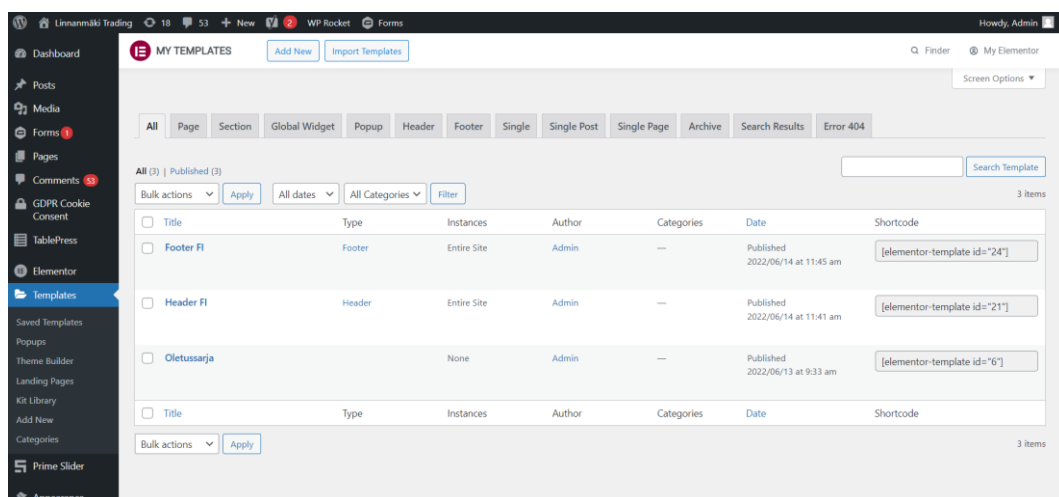 Linnanmäki Trading 18 53 New 2 WP Rocket Forms Howdy, Admin
Dashboard
Posts
Media
Forms 1
Pages
Comments 53
GDPR Cookie
Consent
TablePress
Elementor
Templates
Saved Templates
Popups
Theme Builder
Landing Pages
Kit Library
Add New
Categories
Prime Slider
Appearance
MY TEMPLATES Add New Import Templates Finder My Elementor
Screen Options ▼
All Page Section Global Widget Popup Header Footer Single Single Post Single Page Archive Search Results Error 404
All (3) | Published (3) Search Template
Bulk actions Apply All dates All Categories Filter 3 items
Title Type Instances Author Categories Date Shortcode
Footer FI Footer Entire Site Admin — Published [elementor-template id="24"]
2022/06/14 at 11:45 am
Header FI Header Entire Site Admin — Published [elementor-template id="21"]
2022/06/14 at 11:41 am
Oletussarja None Admin — Published [elementor-template id="6"]
2022/06/13 at 9:33 am
Title Type Instances Author Categories Date Shortcode
Bulk actions Apply 3 items